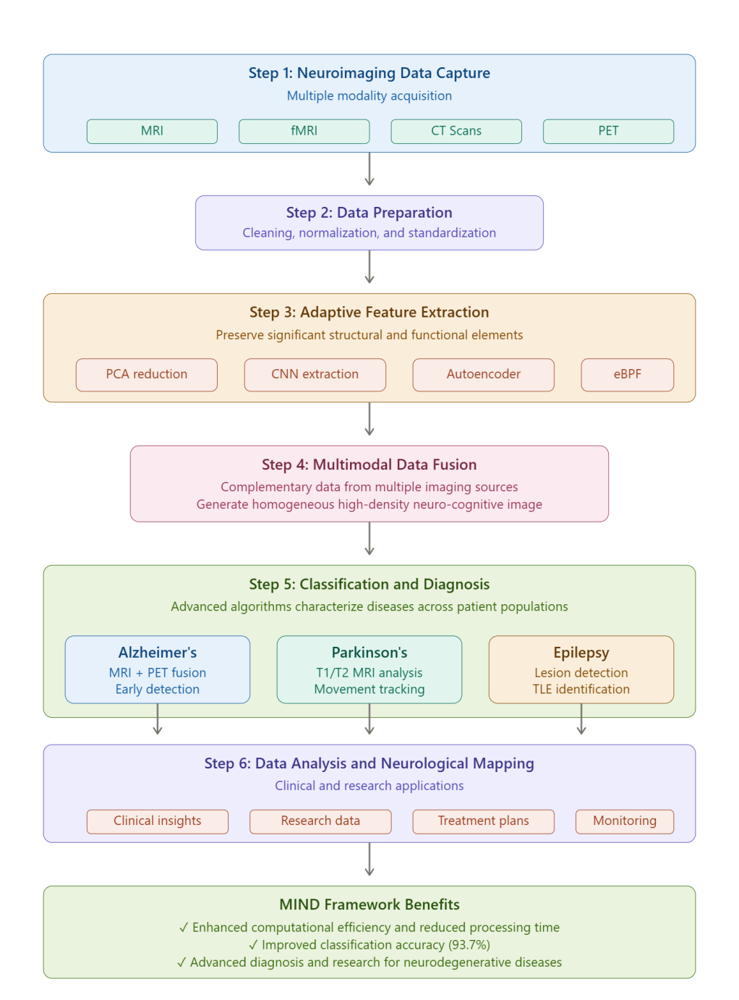 Step 1: Neuroimaging Data Capture
Multiple modality acquisition
MRI
fMRI
CT Scans
PET
Step 2: Data Preparation
Cleaning, normalization, and standardization
Step 3: Adaptive Feature Extraction
Preserve significant structural and functional elements
PCA reduction
CNN extraction
Autoencoder
eBPF
Step 4: Multimodal Data Fusion
Complementary data from multiple imaging sources
Generate homogeneous high-density neuro-cognitive image
Step 5: Classification and Diagnosis
Advanced algorithms characterize diseases across patient populations
Alzheimer's
MRI + PET fusion
Early detection
Parkinson's
T1/T2 MRI analysis
Movement tracking
Epilepsy
Lesion detection
TLE identification
Step 6: Data Analysis and Neurological Mapping
Clinical and research applications
Clinical insights
Research data
Treatment plans
Monitoring
MIND Framework Benefits
✓ Enhanced computational efficiency and reduced processing time
✓ Improved classification accuracy (93.7%)
✓ Advanced diagnosis and research for neurodegenerative diseases